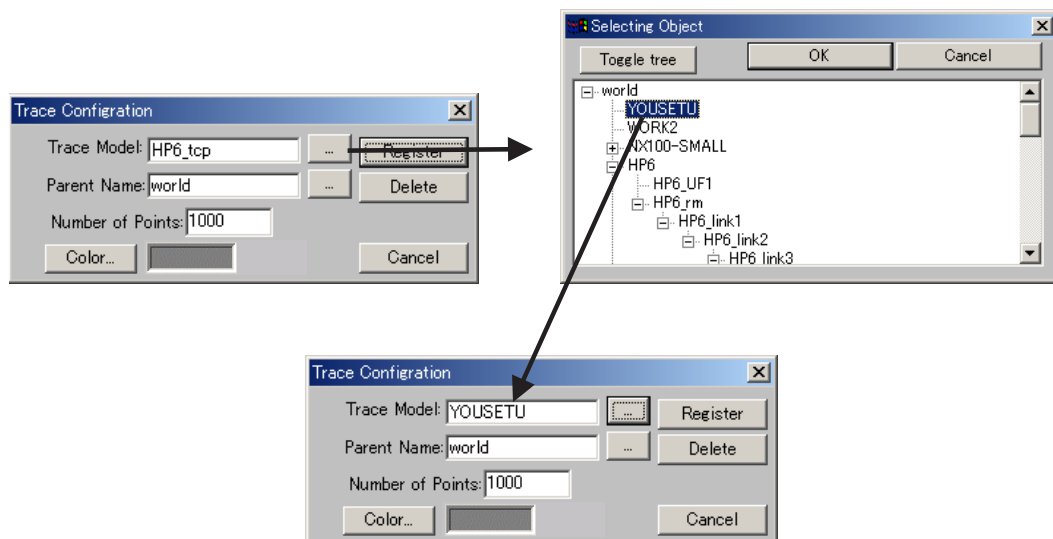 Selecting Object
Toggle tree
OK
Cancel
world
YOUSETU
WORK2
NX100-SMALL
HP6
HP6_UF1
HP6_rm
HP6_link1
HP6_link2
HP6_link3
Trace Configration
Trace Model: HP6_tcp ... Register
Parent Name: world ... Delete
Number of Points: 1000
Color... Cancel
Trace Configration
Trace Model: YOUSETU ... Register
Parent Name: world ... Delete
Number of Points: 1000
Color... Cancel